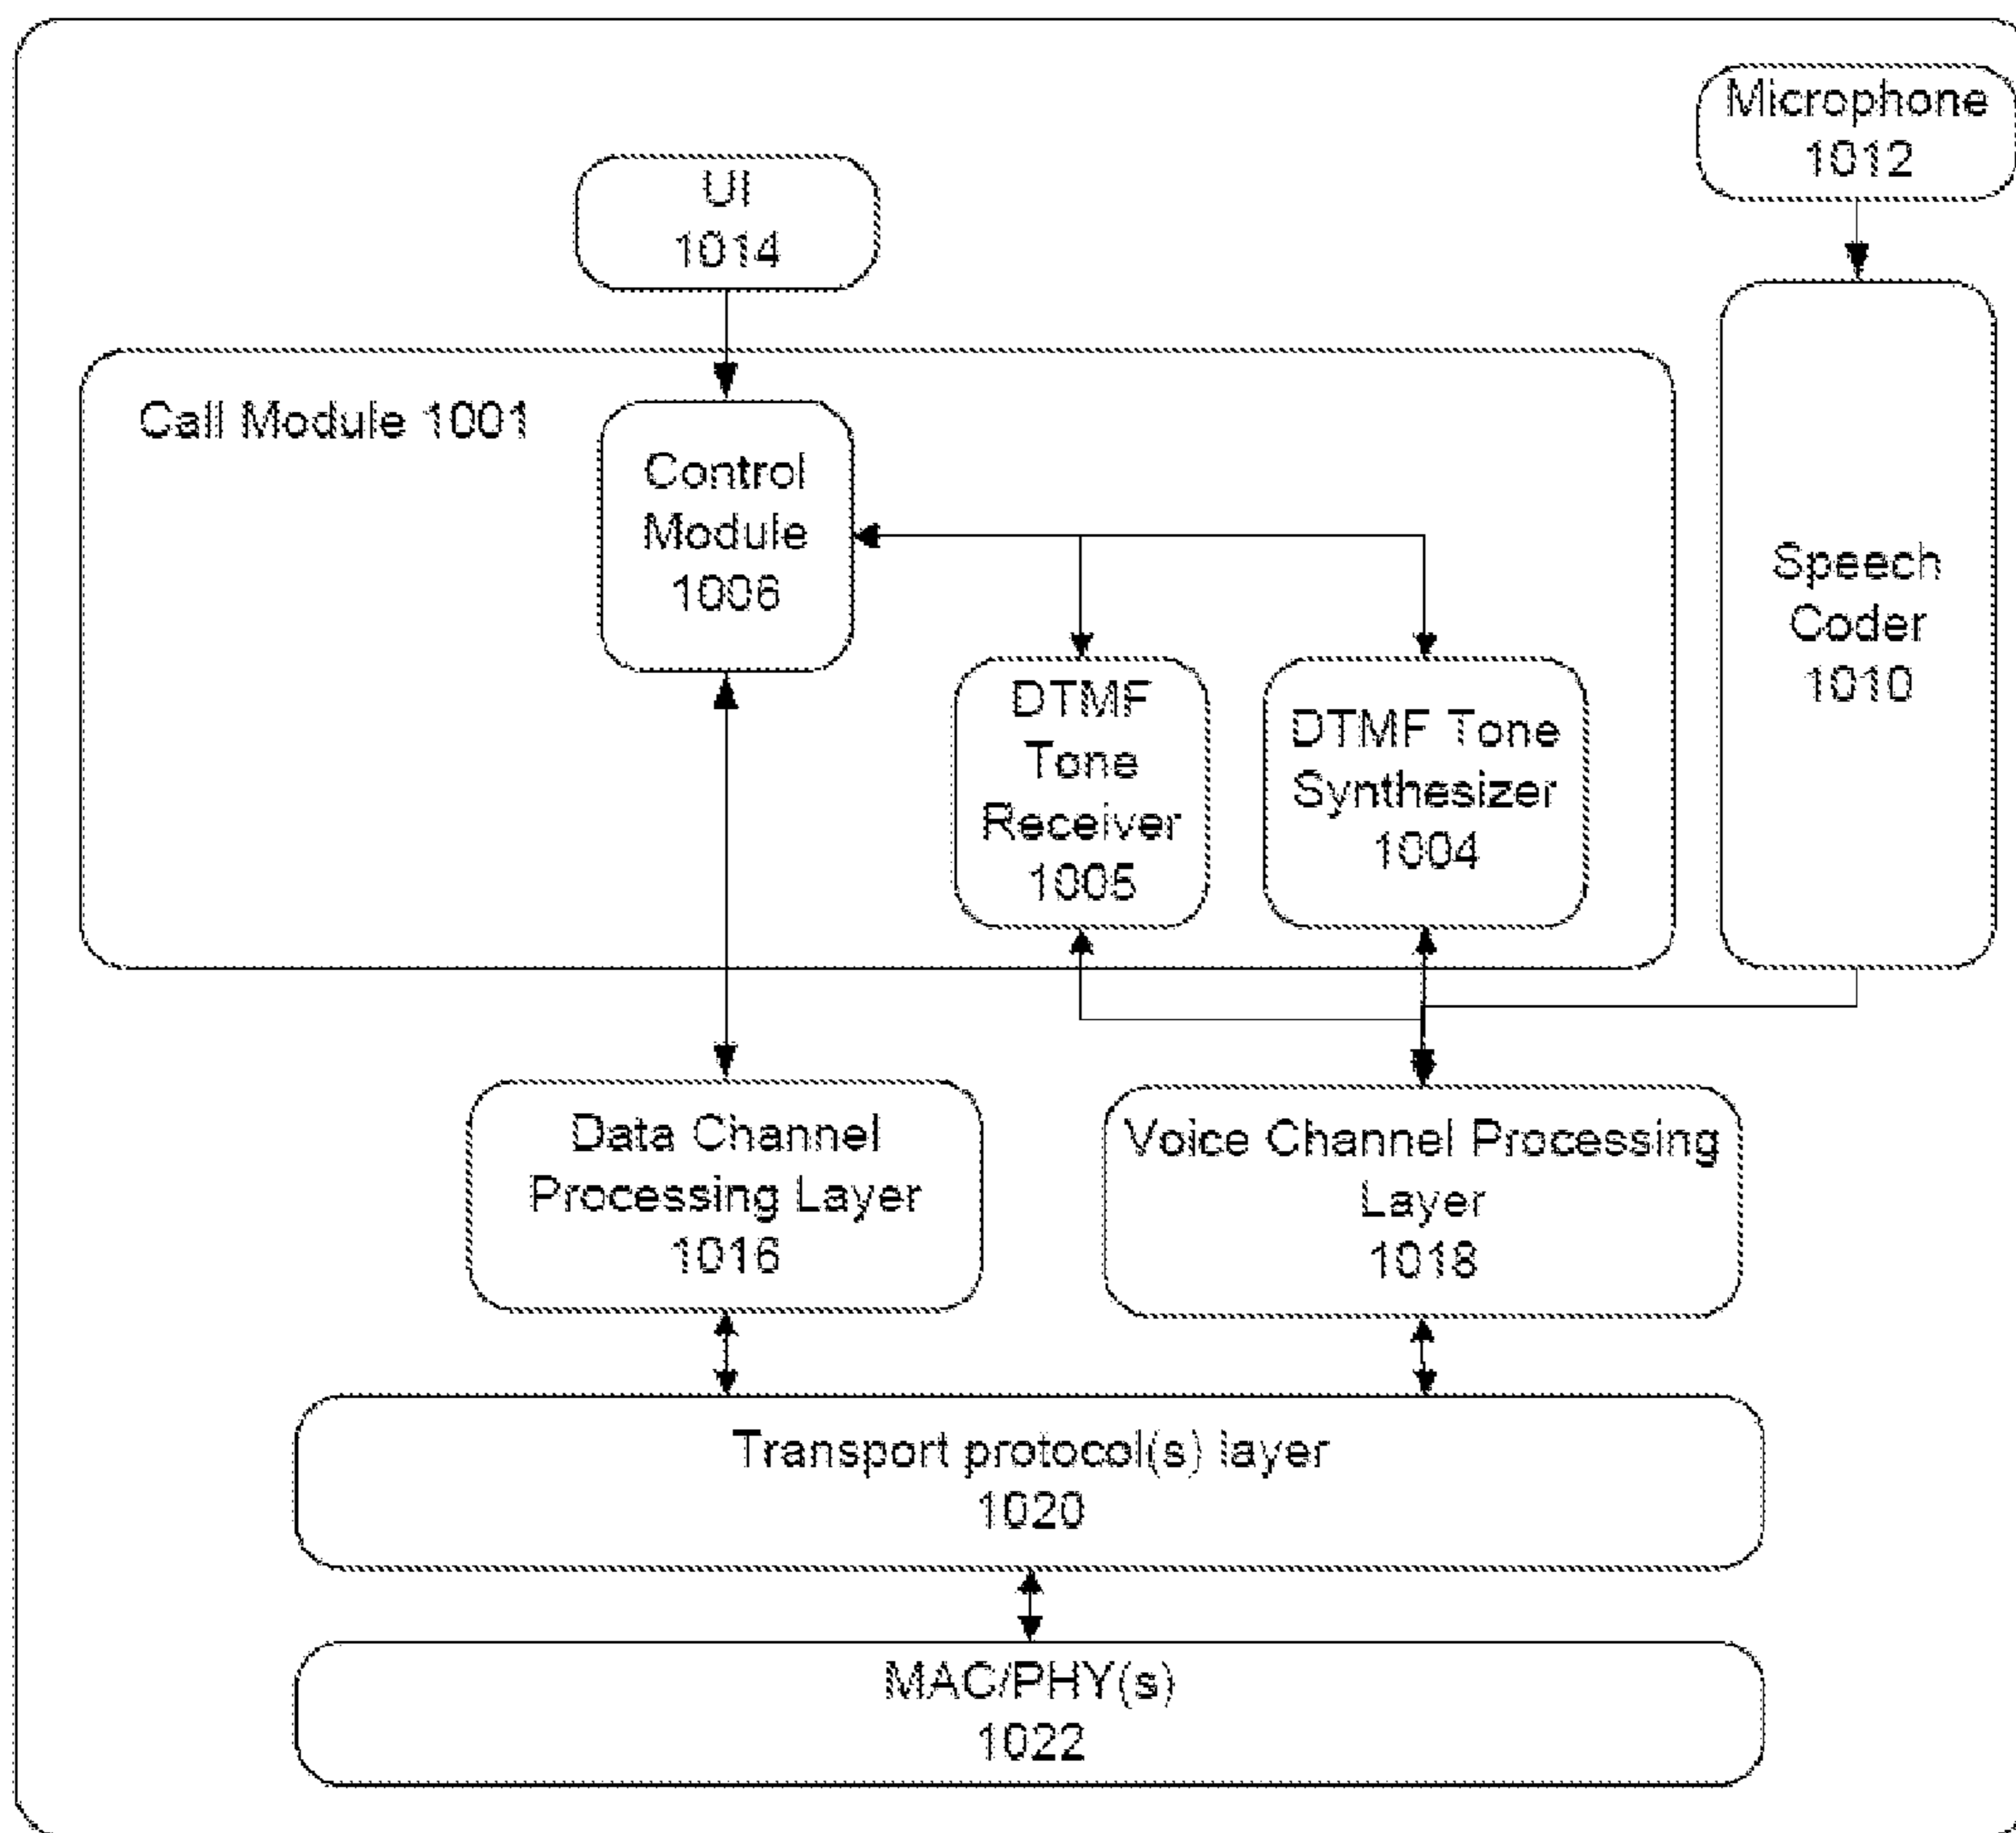 Microphone
1012
UI
1014
Call Module 1001
Control
Module
1006
Speech
Coder
1010
DTMF
Tone
Receiver
1005
DTMF Tone
Synthesizer
1004
Data Channel
Processing Layer
1016
Voice Channel Processing
Layer
1018
Transport protocol(s) layer
1020
MAC/PHY(s)
1022